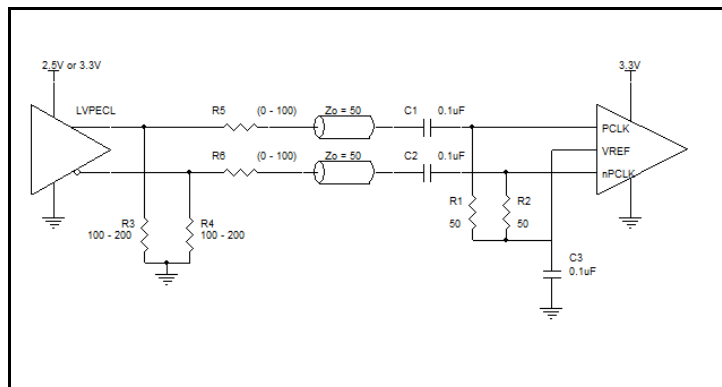 2.5V or 3.3V
3.3V
LVPECL
R5
(0 - 100)
Zo = 50
C1
0.1uF
PCLK
R6
(0 - 100)
Zo = 50
C2
0.1uF
VREF
nPCLK
R3
100 - 200
R4
100 - 200
R1
50
R2
50
C3
0.1uF